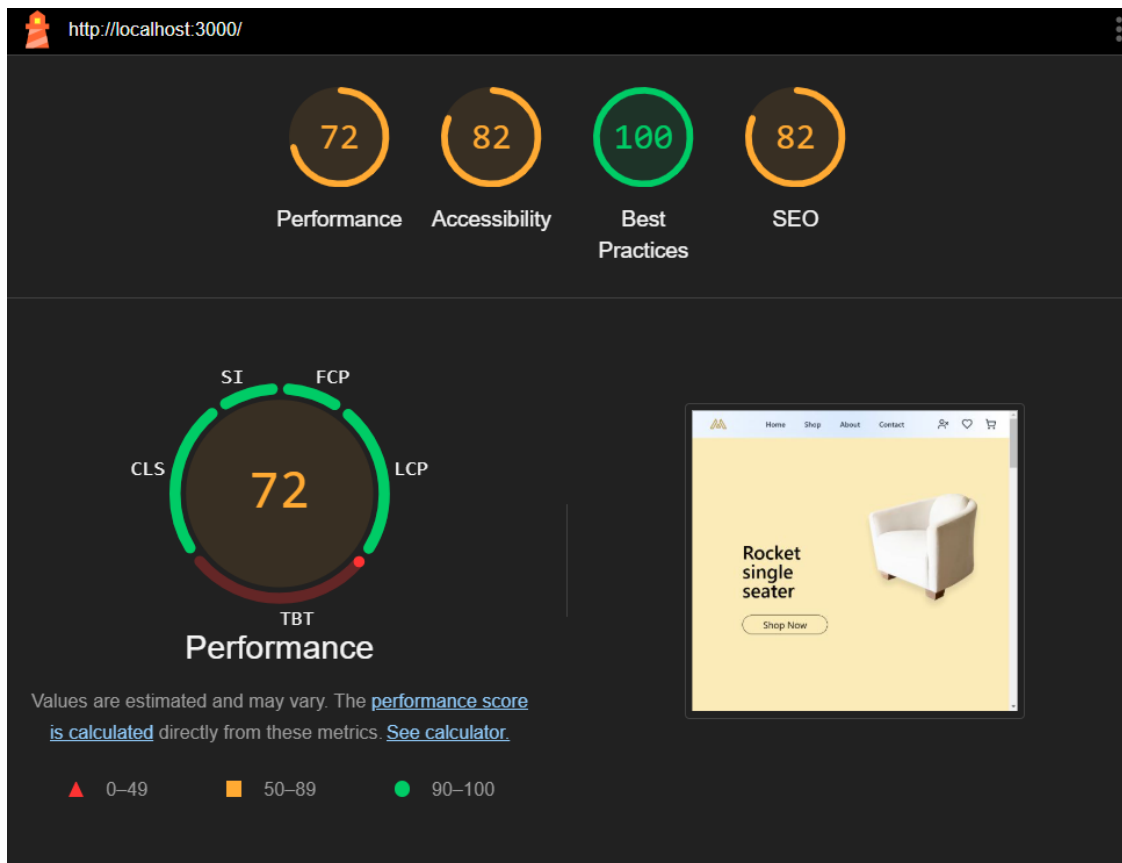 http://localhost:3000/
72
82
100
82
Performance
Accessibility
Best
Practices
SEO
SI
FCP
CLS
72
LCP
TBT
Performance
Values are estimated and may vary. The performance score
is calculated directly from these metrics. See calculator.
0–49
50–89
90–100
Home Shop About Contact
Rocket
single
seater
Shop Now